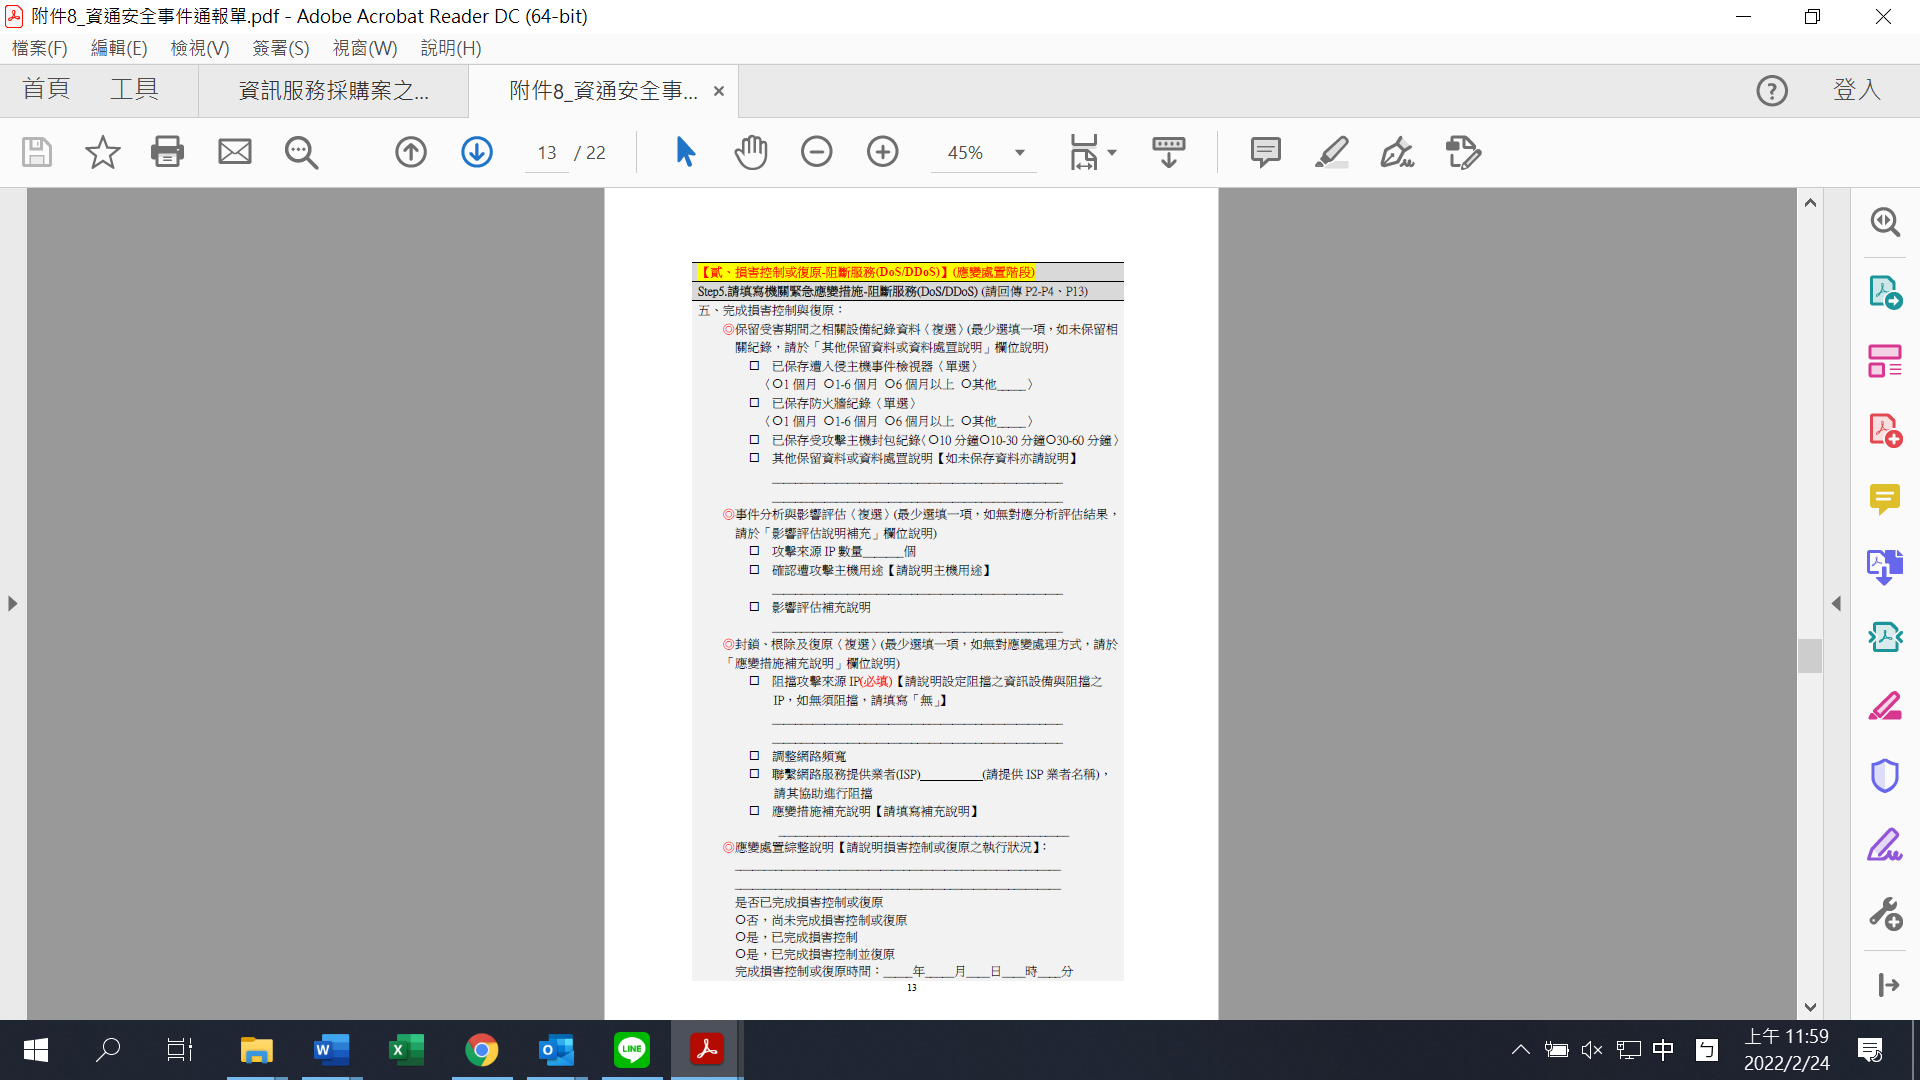 附件8_資通安全事件通報單.pdf - Adobe Acrobat Reader DC (64-bit)
檔案(F) 編輯(E) 檢視(V) 簽署(S) 視窗(W) 說明(H)
首頁 工具 資訊服務採購案之... 附件8_資通安全事... 登入
13 / 22 45%
【貳、損害控制或復原-阻斷服務(DoS/DDoS)】(應變處置階段)
Step5.請填寫機關緊急應變措施-阻斷服務(DoS/DDoS) (請回傳 P2-P4、P13)
五、完成損害控制與復原：
◎保留受害期間之相關設備紀錄資料〈複選〉(最少選填一項，如未保留相
關紀錄，請於「其他保留資料或資料處置說明」欄位說明)
□ 已保存遭入侵主機事件檢視器〈單選〉
〈○1 個月 ○1-6 個月 ○6 個月以上 ○其他_____〉
□ 已保存防火牆紀錄〈單選〉
〈○1 個月 ○1-6 個月 ○6 個月以上 ○其他_____〉
□ 已保存受攻擊主機封包紀錄〈○10 分鐘○10-30 分鐘○30-60 分鐘〉
□ 其他保留資料或資料處置說明【如未保存資料亦請說明】
◎事件分析與影響評估〈複選〉(最少選填一項，如無對應分析評估結果，
請於「影響評估說明補充」欄位說明)
□ 攻擊來源 IP 數量_______個
□ 確認遭攻擊主機用途【請說明主機用途】
□ 影響評估補充說明
◎封鎖、根除及復原〈複選〉(最少選填一項，如無對應變處理方式，請於
「應變措施補充說明」欄位說明)
□ 阻擋攻擊來源 IP(必填)【請說明設定阻擋之資訊設備與阻擋之
IP，如無須阻擋，請填寫「無」】
□ 調整網路頻寬
□ 聯繫網路服務提供業者(ISP)__________(請提供 ISP 業者名稱)，
請其協助進行阻擋
□ 應變措施補充說明【請填寫補充說明】
◎應變處置綜整說明【請說明損害控制或復原之執行狀況】：
是否已完成損害控制或復原
○否，尚未完成損害控制或復原
○是，已完成損害控制
○是，已完成損害控制並復原
完成損害控制或復原時間：_____年_____月____日____時____分
13
中 ㄅ 上午 11:59
2022/2/24
LINE